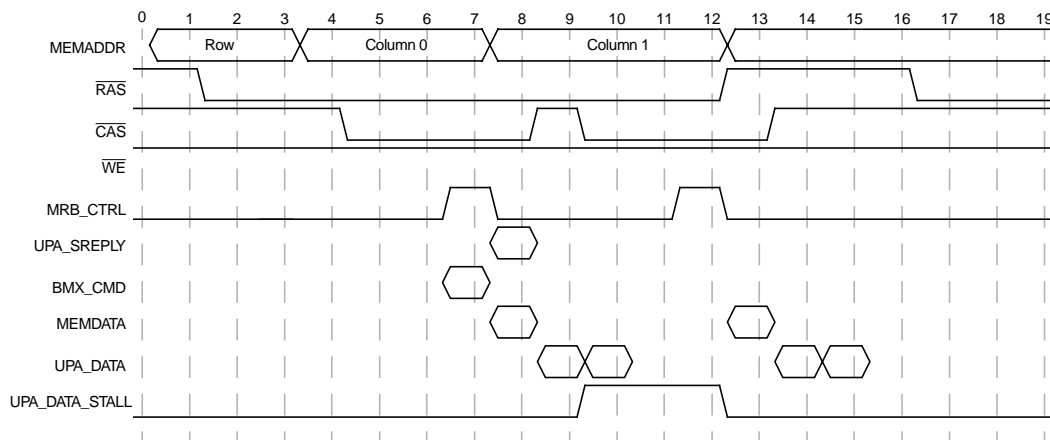 0 1 2 3 4 5 6 7 8 9 10 11 12 13 14 15 16 17 18 19
MEMADDR Row Column 0 Column 1
RAS
CAS
WE
MRB_CTRL
UPA_SREPLY
BMX_CMD
MEMDATA
UPA_DATA
UPA_DATA_STALL